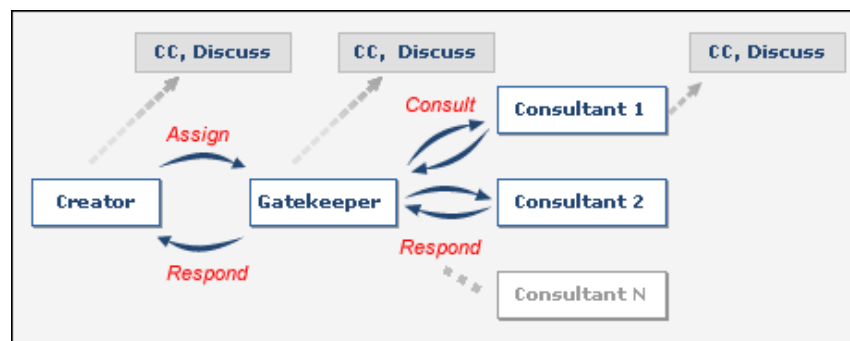 CC, Discuss
CC, Discuss
CC, Discuss
Consult
Consultant 1
Assign
Creator
Gatekeeper
Consultant 2
Respond
Respond
Consultant N